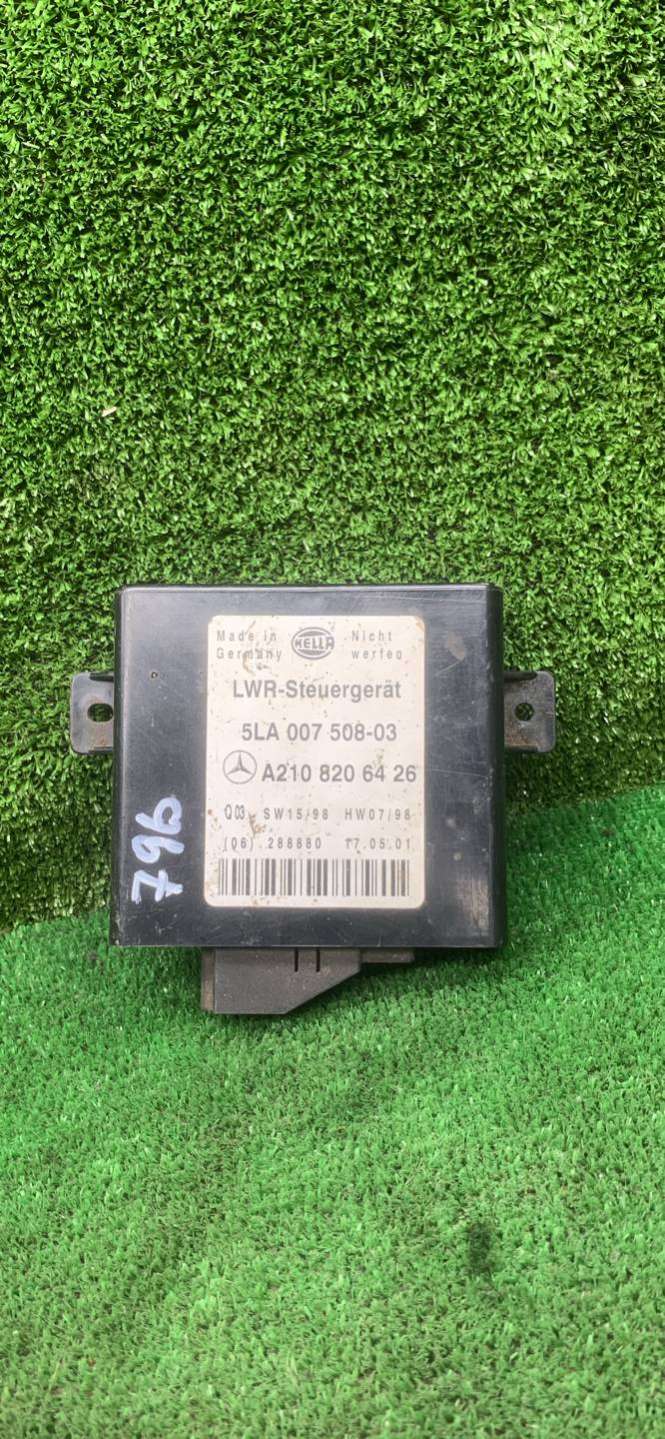 Made in HELLA Nicht
Germany werfen
LWR-Steuergerät
5LA 007 508-03
A210 820 64 26
Q03 SW15/98 HW07/98
(06) 288880 17.05.01
796